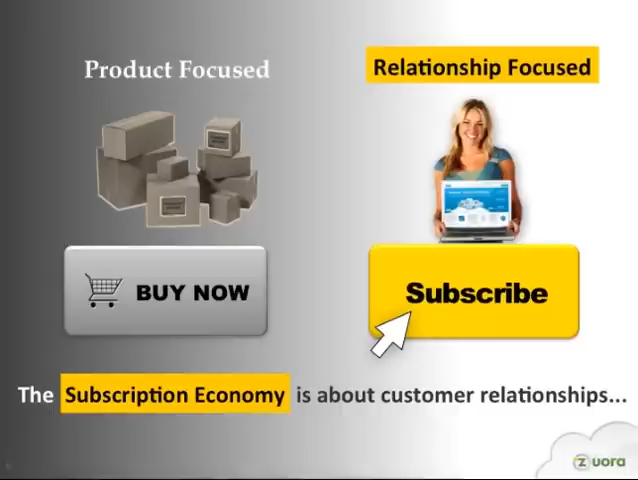 Product Focused
Relationship Focused
BUY NOW
Subscribe
The Subscription Economy is about customer relationships...
zuora